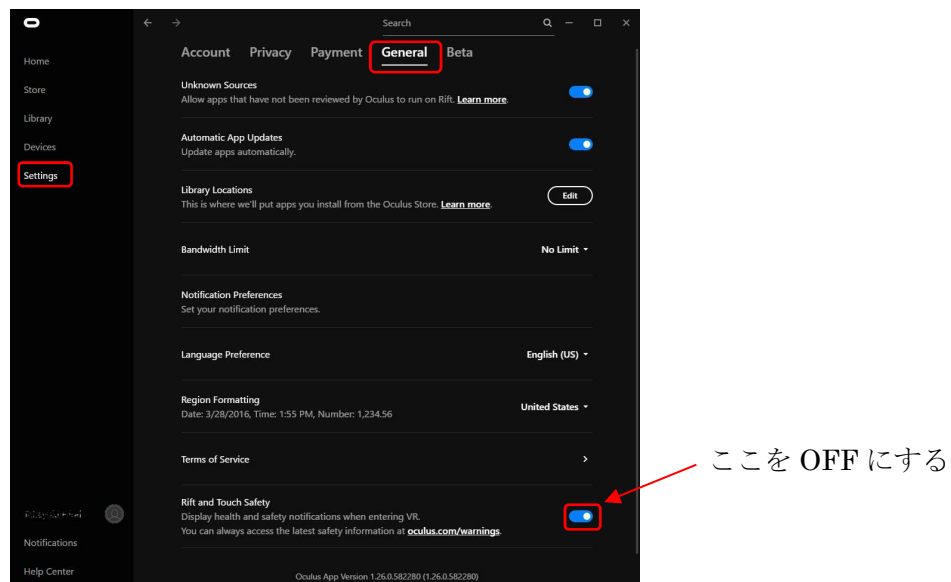 Search
Account Privacy Payment General Beta
Home
Store
Library
Devices
Settings
Unknown Sources
Allow apps that have not been reviewed by Oculus to run on Rift. Learn more.
Automatic App Updates
Update apps automatically.
Library Locations
This is where we'll put apps you install from the Oculus Store. Learn more.
Edit
Bandwidth Limit
No Limit
Notification Preferences
Set your notification preferences.
Language Preference
English (US)
Region Formatting
Date: 3/28/2016, Time: 1:55 PM, Number: 1,234.56
United States
Terms of Service
Rift and Touch Safety
Display health and safety notifications when entering VR.
You can always access the latest safety information at oculus.com/warnings.
ここを OFF にする
Notifications
Help Center
Oculus App Version 1.26.0.582280 (1.26.0.582280)